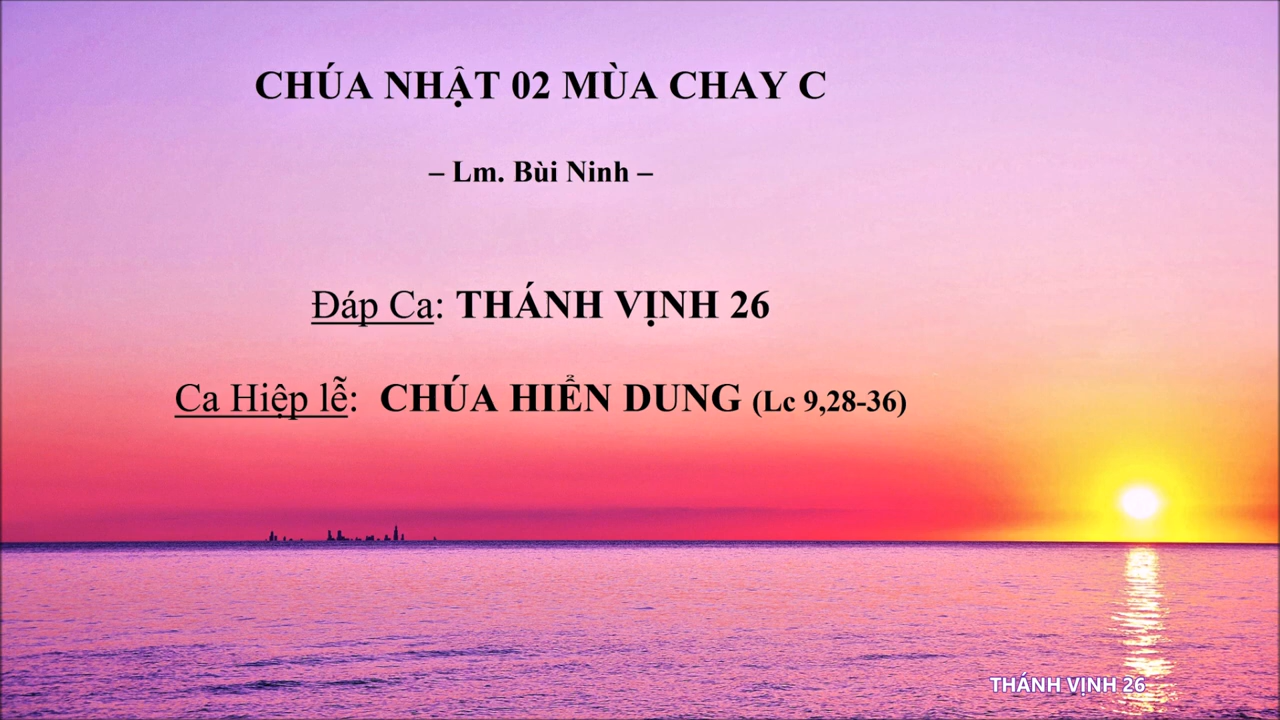 CHÚA NHẬT 02 MÙA CHAY C
– Lm. Bùi Ninh –
Đáp Ca: THÁNH VỊNH 26
Ca Hiệp lễ: CHÚA HIỂN DUNG (Lc 9,28-36)
THÁNH VỊNH 26